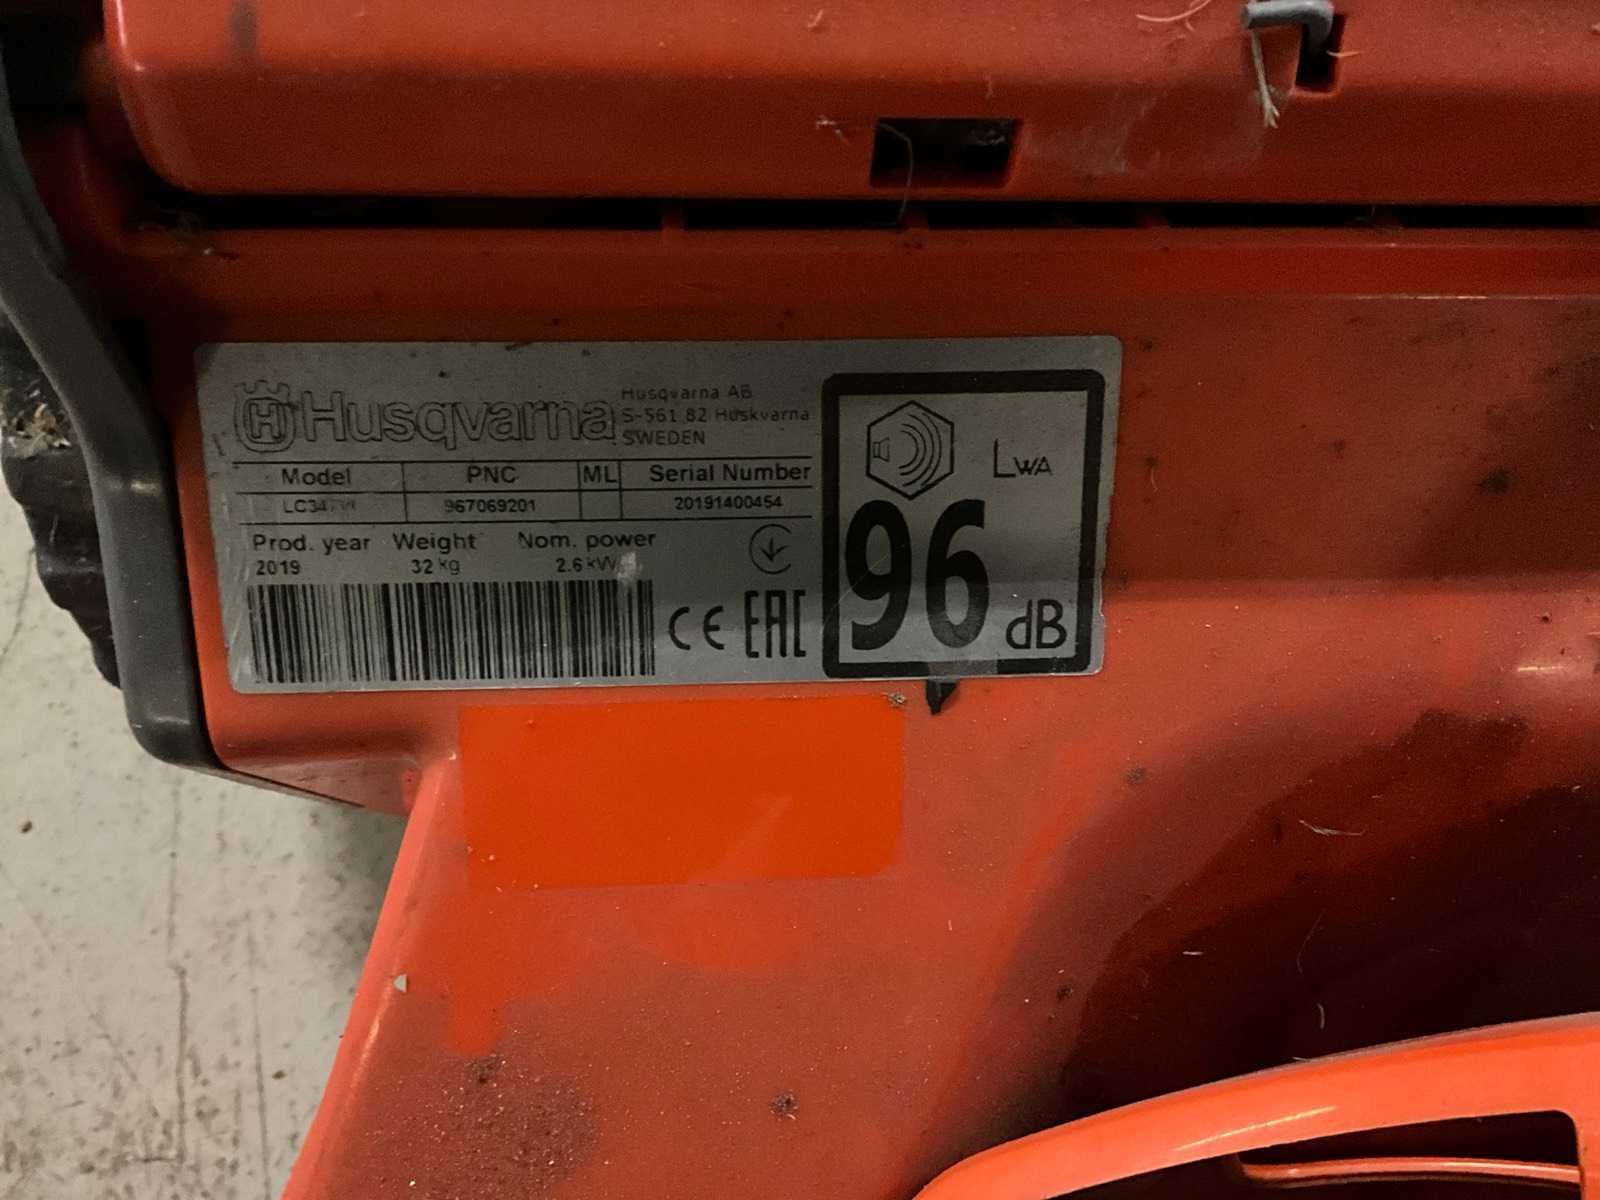 Husqvarna
Husqvarna AB
S-561 82 Huskvarna
SWEDEN
Model PNC ML Serial Number
967069201 20191400454
Prod. year Weight Nom. power
2019 32 kg 2.6 kW
CE EAC
LWA
96 dB